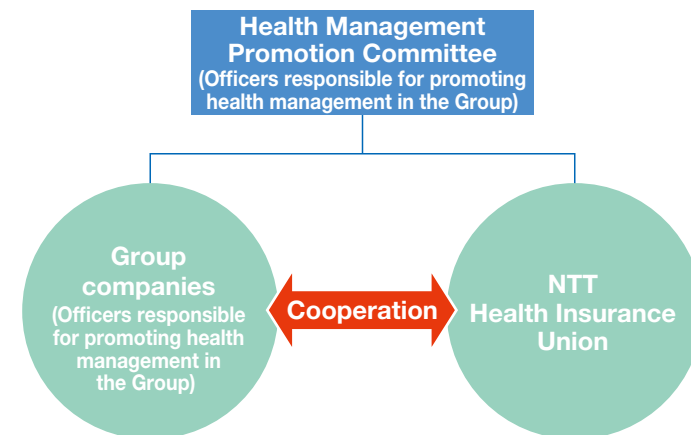 Health Management
Promotion Committee
(Officers responsible for promoting
health management in the Group)
Group
companies
(Officers responsible
for promoting health
management in
the Group)
Cooperation
NTT
Health Insurance
Union